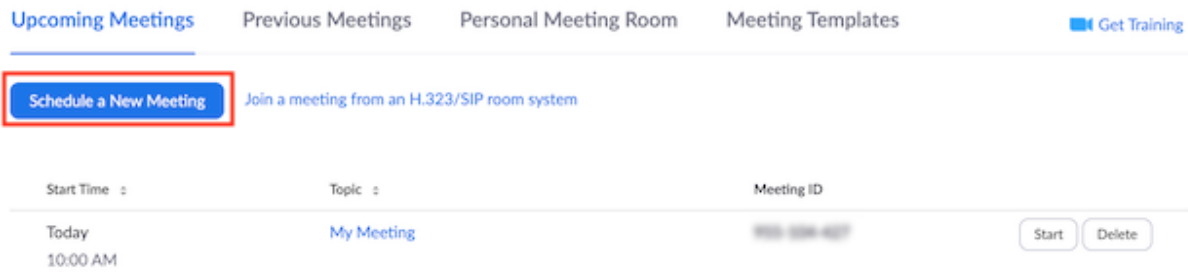 Upcoming Meetings Previous Meetings Personal Meeting Room Meeting Templates Get Training
Schedule a New Meeting Join a meeting from an H.323/SIP room system
Start Time Topic Meeting ID
Today My Meeting Start Delete
10:00 AM